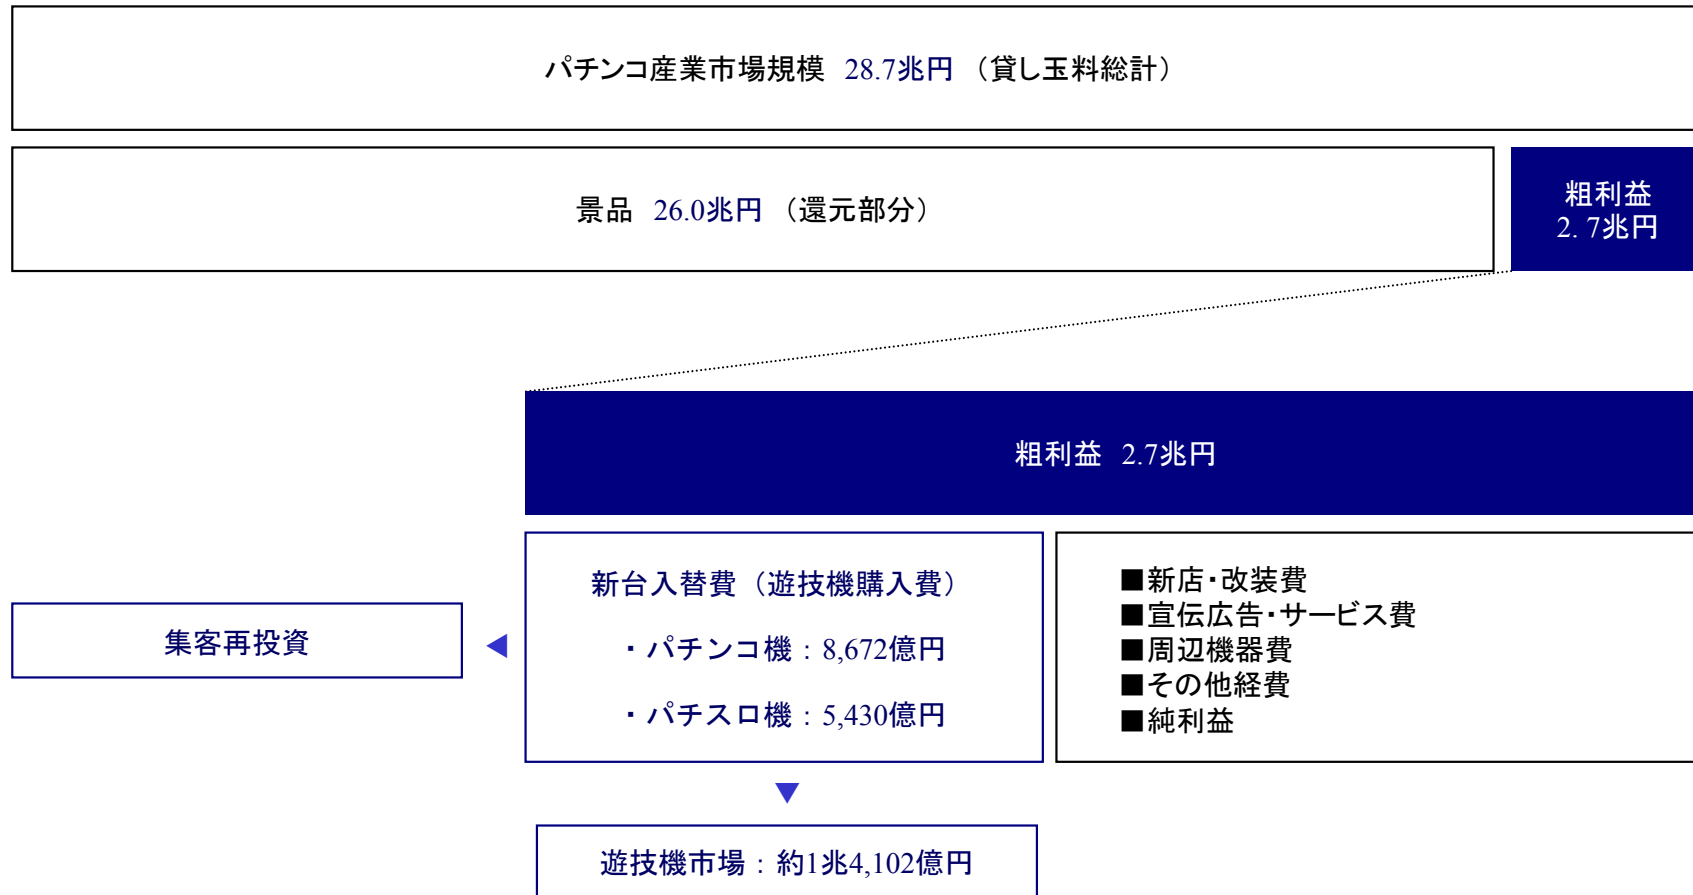 パチンコ産業市場規模 28.7兆円 （貸し玉料総計）
景品 26.0兆円 （還元部分）
粗利益
2. 7兆円
粗利益 2.7兆円
新台入替費（遊技機購入費）
・パチンコ機：8,672億円
・パチスロ機：5,430億円
■新店・改装費
■宣伝広告・サービス費
■周辺機器費
■その他経費
■純利益
集客再投資
遊技機市場：約1兆4,102億円